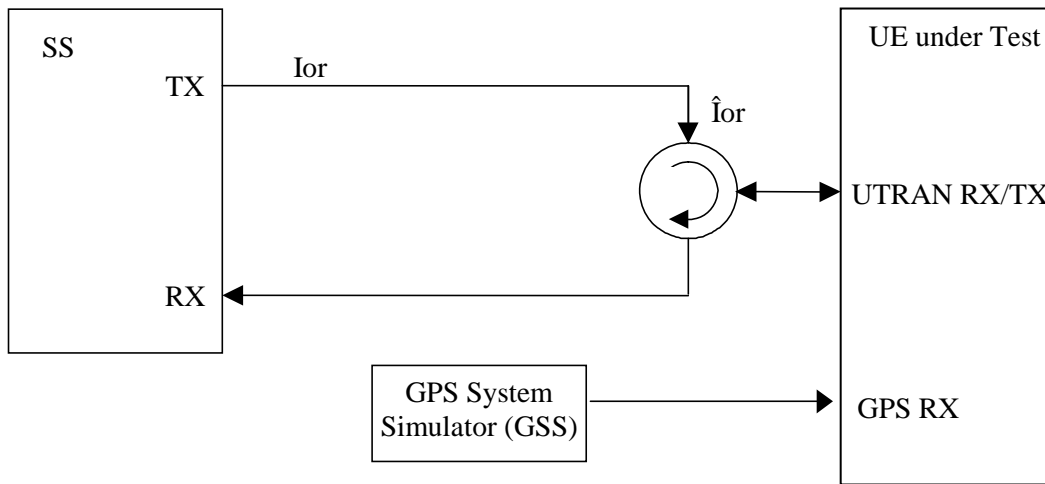 SS
UE under Test
TX
Ior
Îor
UTRAN RX/TX
RX
GPS System
Simulator (GSS)
GPS RX